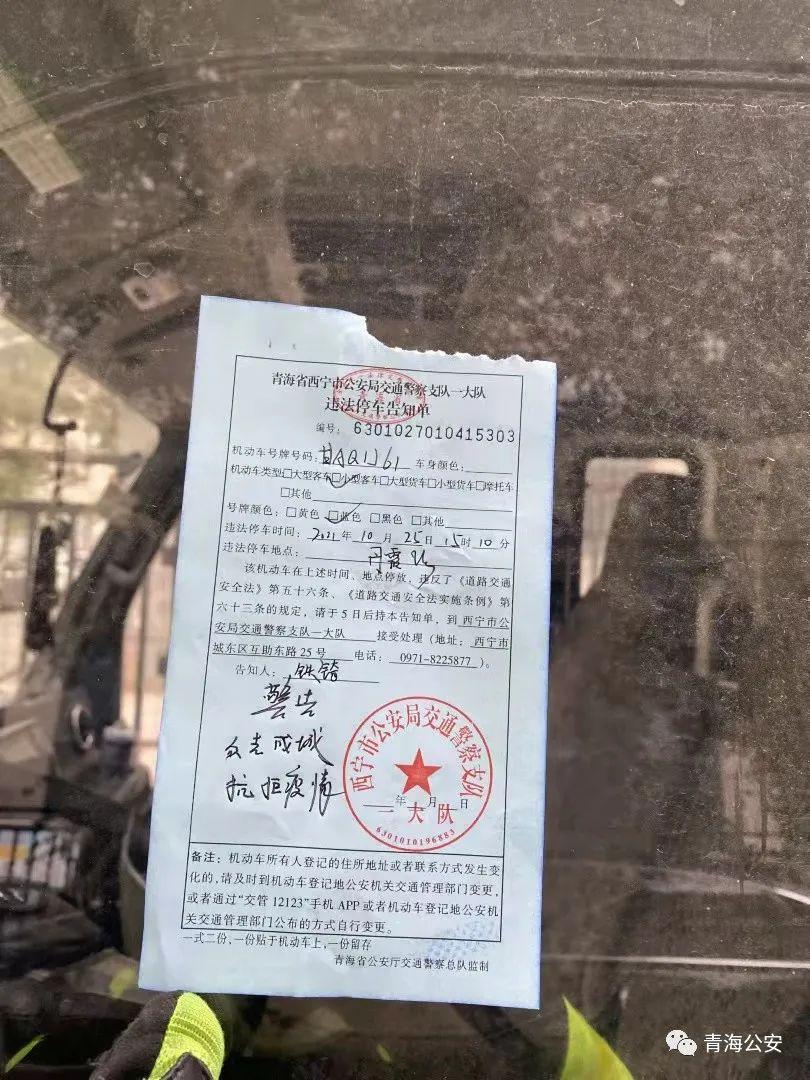 青海省西宁市公安局交通警察支队一大队
违法停车告知单
编号: 6301027010415303
机动车号牌号码: 车身颜色:
机动车类型:□大型客车□小型客车□大型货车□小型货车□摩托车
□其他
号牌颜色: □黄色 □蓝色 □黑色 □其他
违法停车时间: 2021年10月25日15时10分
违法停车地点: 丹霞路
该机动车在上述时间、地点停放,违反了《道路交通
安全法》第五十六条、《道路交通安全法实施条例》第
六十三条的规定, 请于5日后持本告知单, 到 西宁市公
安局交通警察支队一大队 接受处理 (地址: 西宁市
城东区互助东路25号 电话: 0971-8225877 )。
告知人: 铁锜
警告
众志成城
抗拒疫情
西宁市公安局交通警察支队
年 月 日
一大队
6301010196883
备注: 机动车所有人登记的住所地址或者联系方式发生变
化的,请及时到机动车登记地公安机关交通管理部门变更,
或者通过“交管12123”手机APP或者机动车登记地公安机
关交通管理部门公布的方式自行变更。
一式二份,一份贴于机动车上,一份留存
青海省公安厅交通警察总队监制
青海公安